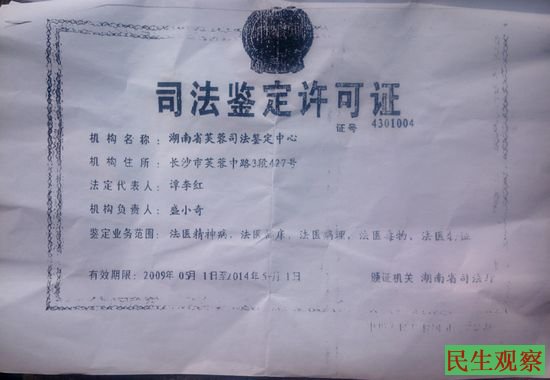 司法鉴定许可证
证号 4301004
机构名称：湖南省芙蓉司法鉴定中心
机构住所：长沙市芙蓉中路3段427号
法定代表人：谭李红
机构负责人：盛小奇
鉴定业务范围：法医精神病，法医临床，法医病理，法医毒物，法医物证
有效期限：2009年05月1日至2014年5月1日
颁证机关 湖南省司法厅
民生观察